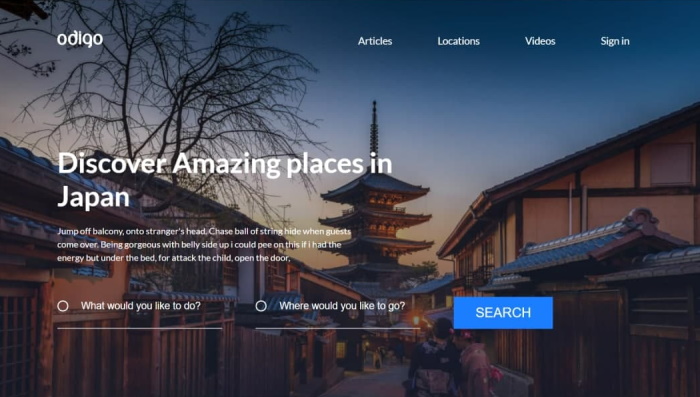 odigo
Articles
Locations
Videos
Sign in
Discover Amazing places in
Japan
Jump off balcony, onto stranger's head. Chase ball of string hide when guests
come over. Being gorgeous with belly side up i could pee on this if i had the
energy but under the bed, for attack the child, open the door,
What would you like to do?
Where would you like to go?
SEARCH